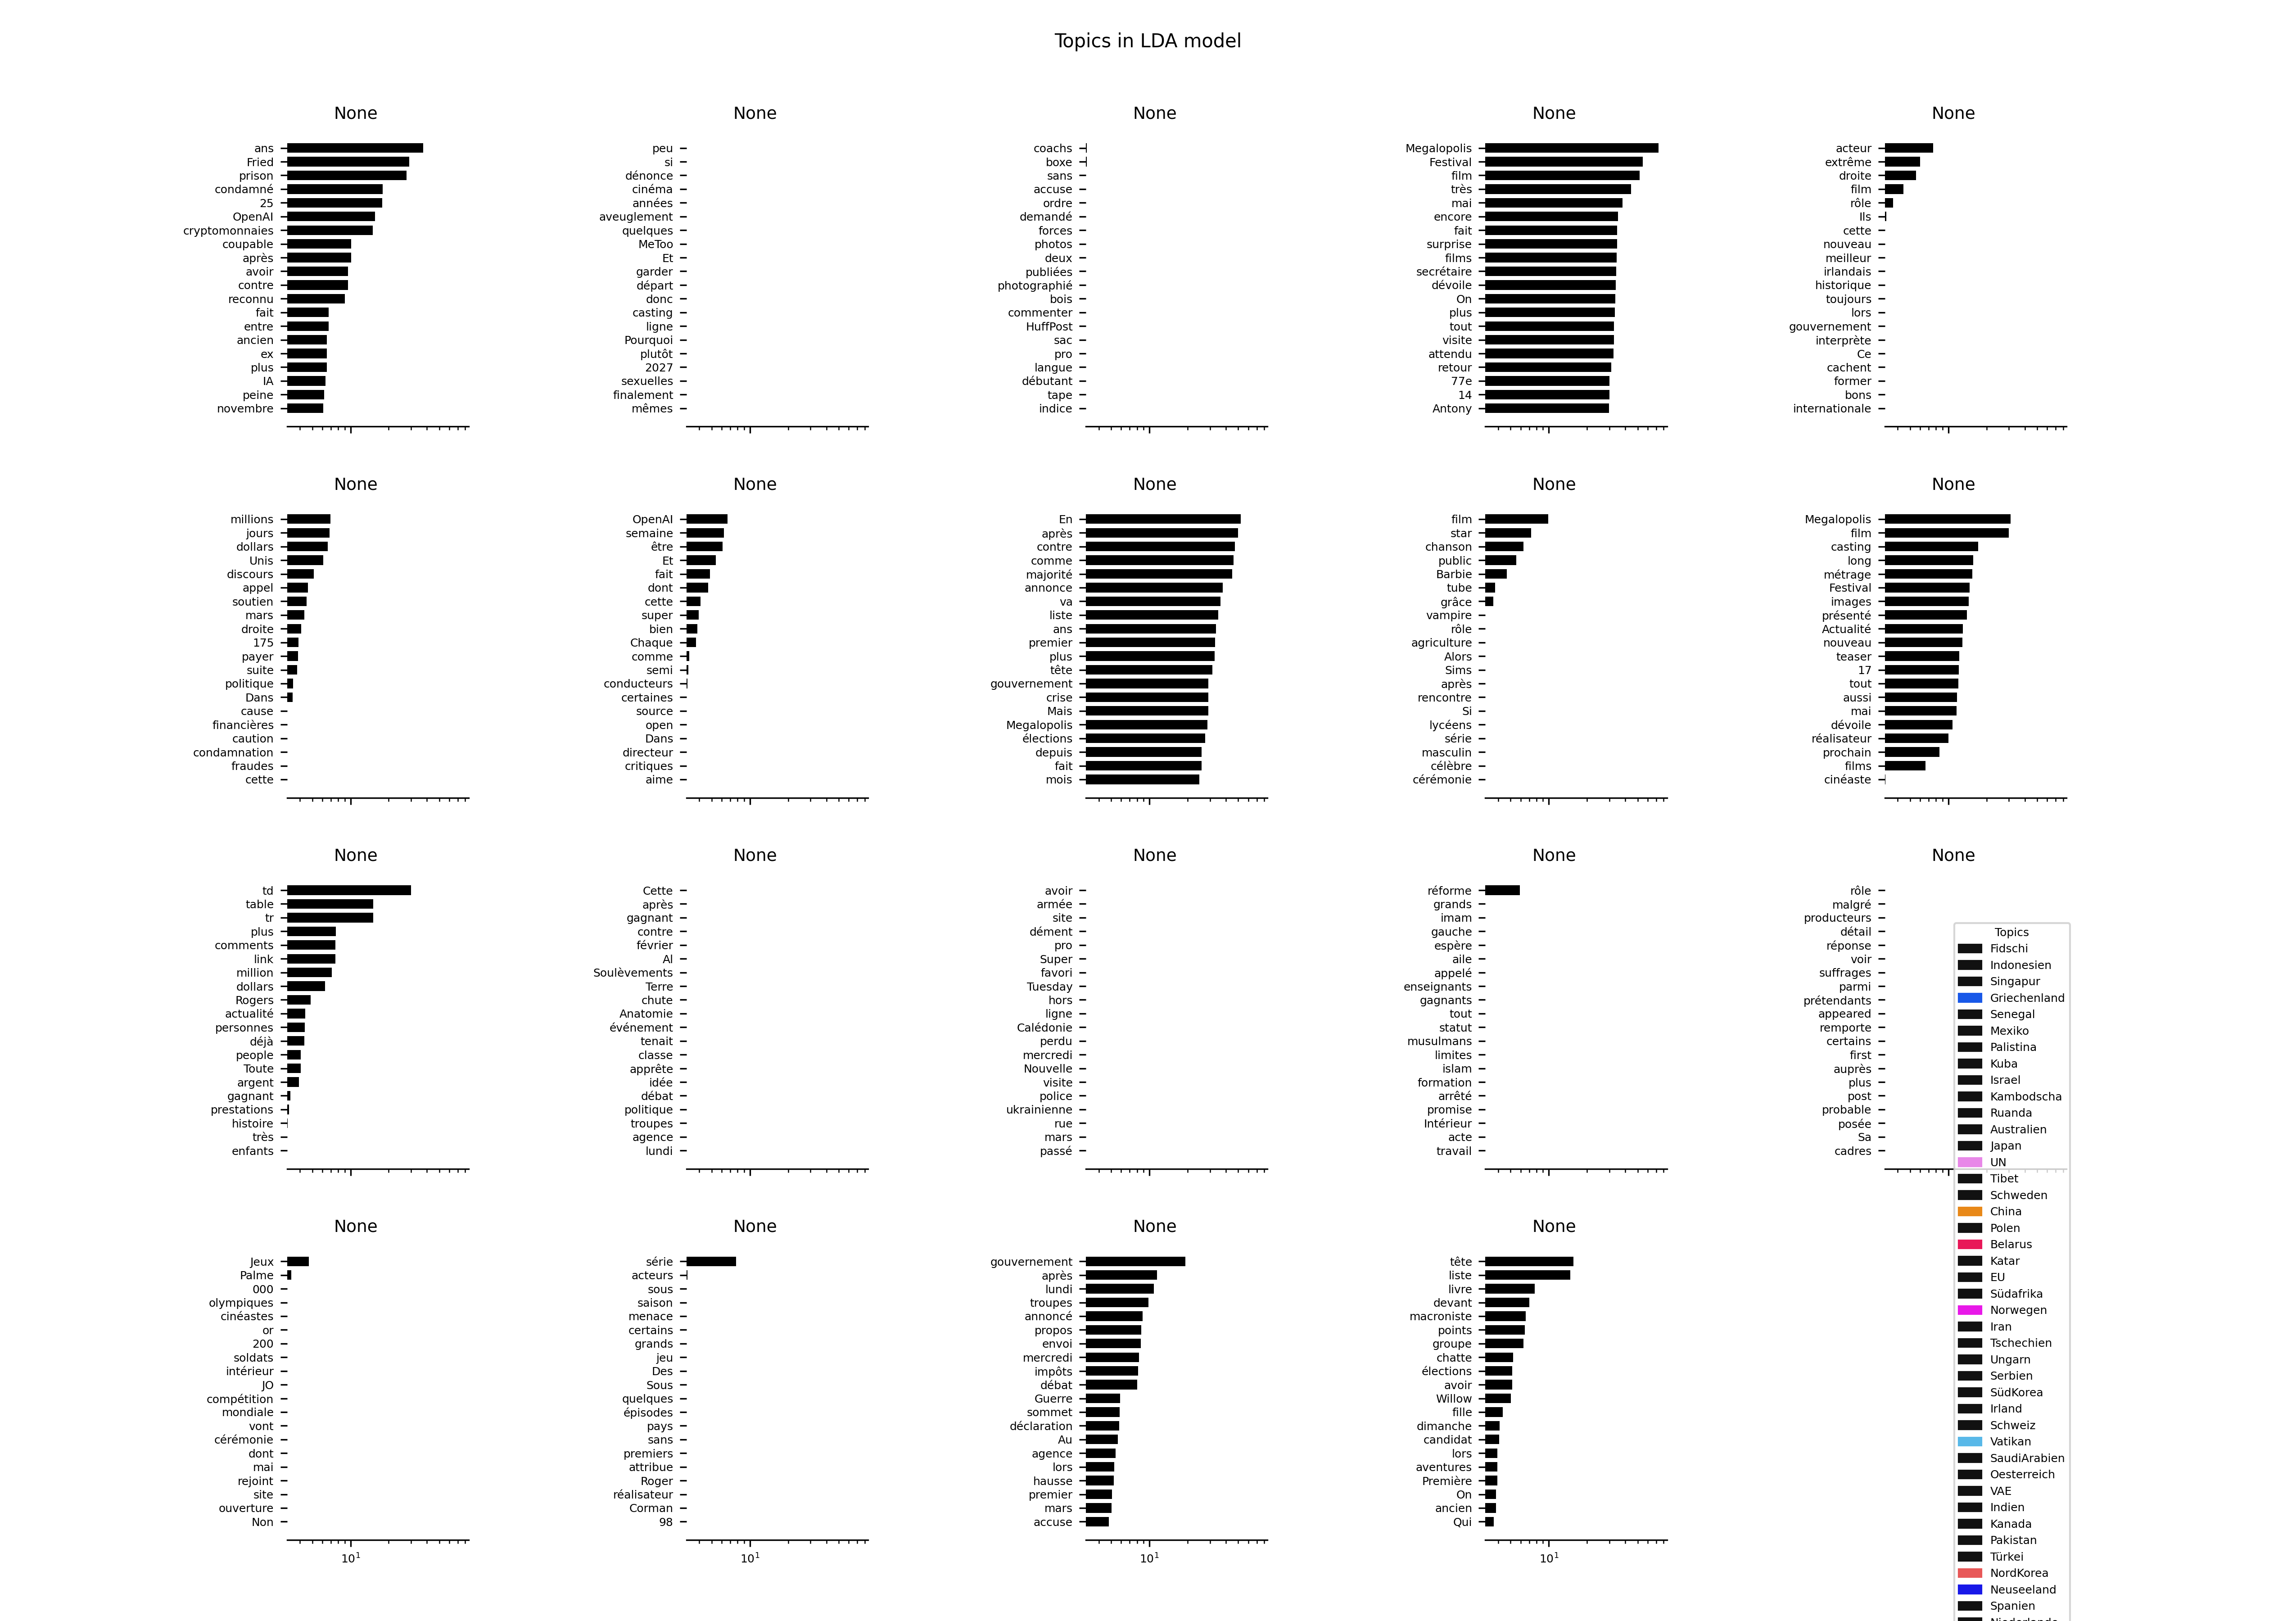 Topics in LDA model
None
ans
Fried
prison
condamné
25
OpenAI
cryptomonnaies
coupable
après
avoir
contre
reconnu
fait
entre
ancien
ex
plus
IA
peine
novembre
None
peu
si
dénonce
cinéma
années
aveuglement
quelques
MeToo
Et
garder
départ
donc
casting
ligne
Pourquoi
plutôt
2027
sexuelles
finalement
mêmes
None
coachs
boxe
sans
accuse
ordre
demandé
forces
photos
deux
publiées
photographié
bois
commenter
HuffPost
sac
pro
langue
débutant
tape
indice
None
Megalopolis
Festival
film
très
mai
encore
fait
surprise
films
secrétaire
dévoile
On
plus
tout
visite
attendu
retour
77e
14
Antony
None
acteur
extrême
droite
film
rôle
Ils
cette
nouveau
meilleur
irlandais
historique
toujours
lors
gouvernement
interprète
Ce
cachent
former
bons
internationale
None
millions
jours
dollars
Unis
discours
appel
soutien
mars
droite
175
payer
suite
politique
Dans
cause
financières
caution
condamnation
fraudes
cette
None
OpenAI
semaine
être
Et
fait
dont
cette
super
bien
Chaque
comme
semi
conducteurs
certaines
source
open
Dans
directeur
critiques
aime
None
En
après
contre
comme
majorité
annonce
va
liste
ans
premier
plus
tête
gouvernement
crise
Mais
Megalopolis
élections
depuis
fait
mois
None
film
star
chanson
public
Barbie
tube
grâce
vampire
rôle
agriculture
Alors
Sims
après
rencontre
Si
lycéens
série
masculin
célèbre
cérémonie
None
Megalopolis
film
casting
long
métrage
Festival
images
présenté
Actualité
nouveau
teaser
17
tout
aussi
mai
dévoile
réalisateur
prochain
films
cinéaste
None
td
table
tr
plus
comments
link
million
dollars
Rogers
actualité
personnes
déjà
people
Toute
argent
gagnant
prestations
histoire
très
enfants
None
Cette
après
gagnant
contre
février
Al
Soulèvements
Terre
chute
Anatomie
événement
tenait
classe
apprête
idée
débat
politique
troupes
agence
lundi
None
avoir
armée
site
dément
pro
Super
favori
Tuesday
hors
ligne
Calédonie
perdu
mercredi
Nouvelle
visite
police
ukrainienne
rue
mars
passé
None
réforme
grands
imam
gauche
espère
aile
appelé
enseignants
gagnants
tout
statut
musulmans
limites
islam
formation
arrêté
promise
Intérieur
acte
travail
None
rôle
malgré
producteurs
détail
réponse
voir
suffrages
parmi
prétendants
appeared
remporte
certains
first
auprès
plus
post
probable
posée
Sa
cadres
None
Jeux
Palme
000
olympiques
cinéastes
or
200
soldats
intérieur
JO
compétition
mondiale
vont
cérémonie
dont
mai
rejoint
site
ouverture
Non
10¹
None
série
acteurs
sous
saison
menace
certains
grands
jeu
Des
Sous
quelques
épisodes
pays
sans
premiers
attribue
Roger
réalisateur
Corman
98
10¹
None
gouvernement
après
lundi
troupes
annoncé
propos
envoi
mercredi
impôts
débat
Guerre
sommet
déclaration
Au
agence
lors
hausse
premier
mars
accuse
10¹
None
tête
liste
livre
devant
macroniste
points
groupe
chatte
élections
avoir
Willow
fille
dimanche
candidat
lors
aventures
Première
On
ancien
Qui
10¹
Topics
Fidschi
Indonesien
Singapur
Griechenland
Senegal
Mexiko
Palistina
Kuba
Israel
Kambodscha
Ruanda
Australien
Japan
UN
Tibet
Schweden
China
Polen
Belarus
Katar
EU
Südafrika
Norwegen
Iran
Tschechien
Ungarn
Serbien
SüdKorea
Irland
Schweiz
Vatikan
SaudiArabien
Oesterreich
VAE
Indien
Kanada
Pakistan
Türkei
NordKorea
Neuseeland
Spanien